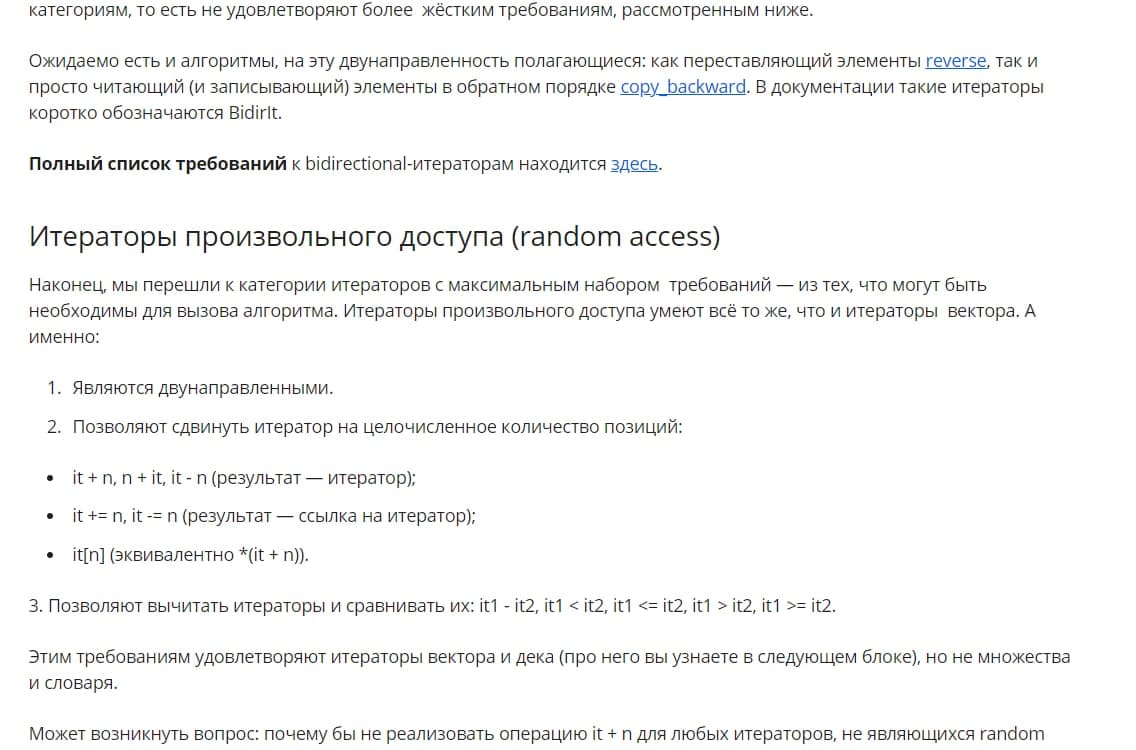 категориям, то есть не удовлетворяют более жёстким требованиям, рассмотренным ниже.
Ожидаемо есть и алгоритмы, на эту двунаправленность полагающиеся: как переставляющий элементы reverse, так и
просто читающий (и записывающий) элементы в обратном порядке copy_backward. В документации такие итераторы
коротко обозначаются BidirIt.
Полный список требований к bidirectional-итераторам находится здесь.
Итераторы произвольного доступа (random access)
Наконец, мы перешли к категории итераторов с максимальным набором требований — из тех, что могут быть
необходимы для вызова алгоритма. Итераторы произвольного доступа умеют всё то же, что и итераторы вектора. А
именно:
1. Являются двунаправленными.
2. Позволяют сдвинуть итератор на целочисленное количество позиций:
• it + n, n + it, it - n (результат — итератор);
• it += n, it -= n (результат — ссылка на итератор);
• it[n] (эквивалентно *(it + n)).
3. Позволяют вычитать итераторы и сравнивать их: it1 - it2, it1 < it2, it1 <= it2, it1 > it2, it1 >= it2.
Этим требованиям удовлетворяют итераторы вектора и дека (про него вы узнаете в следующем блоке), но не множества
и словаря.
Может возникнуть вопрос: почему бы не реализовать операцию it + n для любых итераторов, не являющихся random